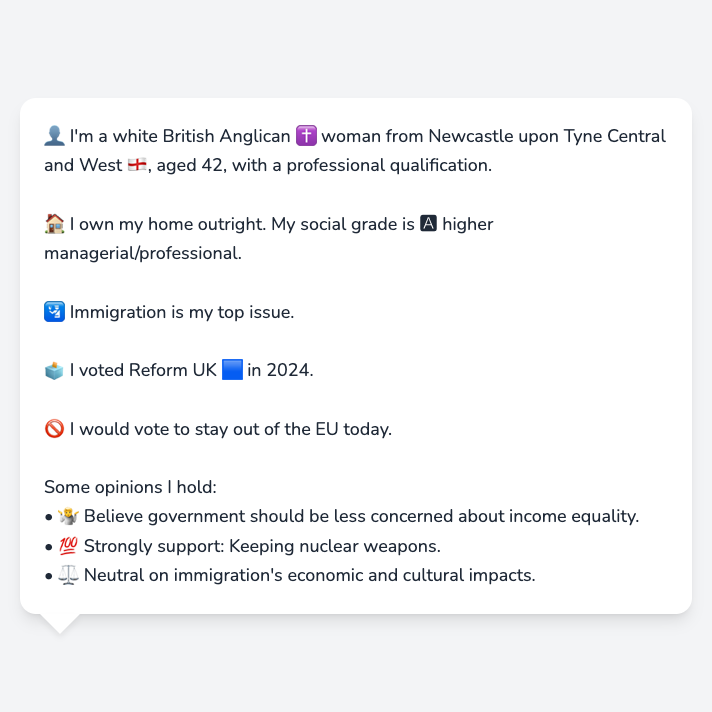 👤 I'm a white British Anglican ✝️ woman from Newcastle upon Tyne Central
and West 🏴󠁧󠁢󠁥󠁮󠁧󠁿, aged 42, with a professional qualification.
🏠 I own my home outright. My social grade is 🅰 higher
managerial/professional.
🛂 Immigration is my top issue.
🗳️ I voted Reform UK 🟦 in 2024.
🚫 I would vote to stay out of the EU today.
Some opinions I hold:
• 🤷 Believe government should be less concerned about income equality.
• 💯 Strongly support: Keeping nuclear weapons.
• ⚖️ Neutral on immigration's economic and cultural impacts.